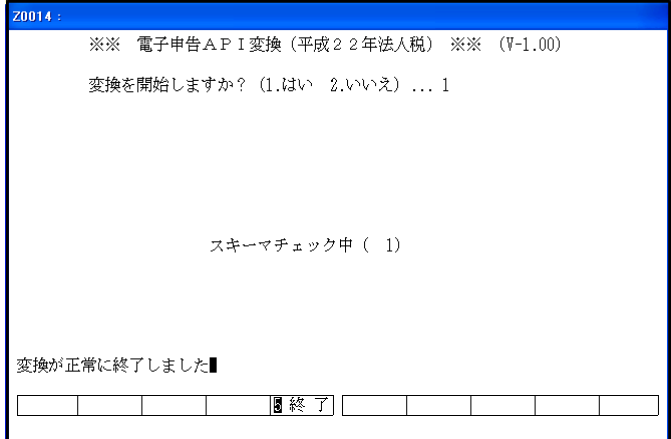 Z0014 :
※※　電子申告ＡＰＩ変換（平成２２年法人税）　※※　(V-1.00)
変換を開始しますか？ (1.はい　2.いいえ) ... 1
スキーマチェック中 (　1)
変換が正常に終了しました
5 終 了